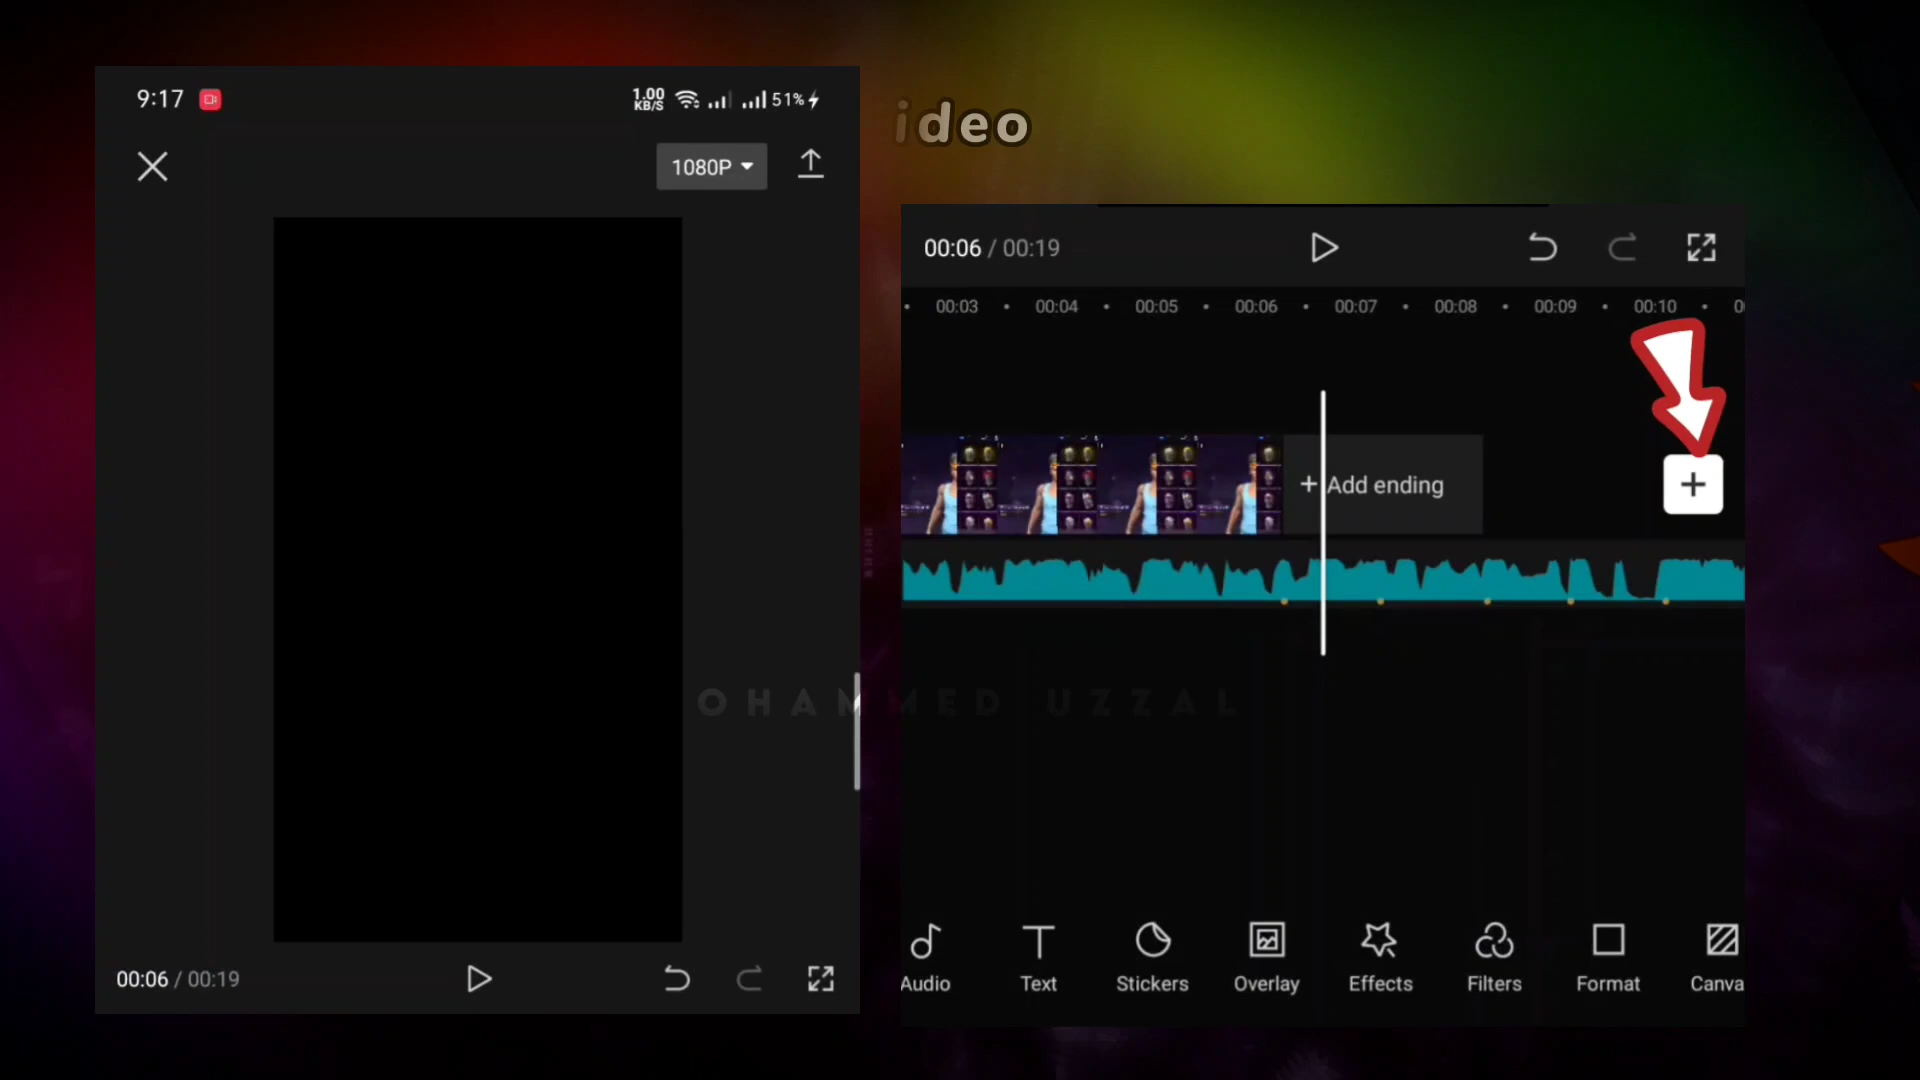 9:17
1.00 KB/S
51%
1080P
ideo
00:06 / 00:19
00:03 00:04 00:05 00:06 00:07 00:08 00:09 00:10
+ Add ending
+
OHAMMED UZZAL
Audio Text Stickers Overlay Effects Filters Format Canva
00:06 / 00:19